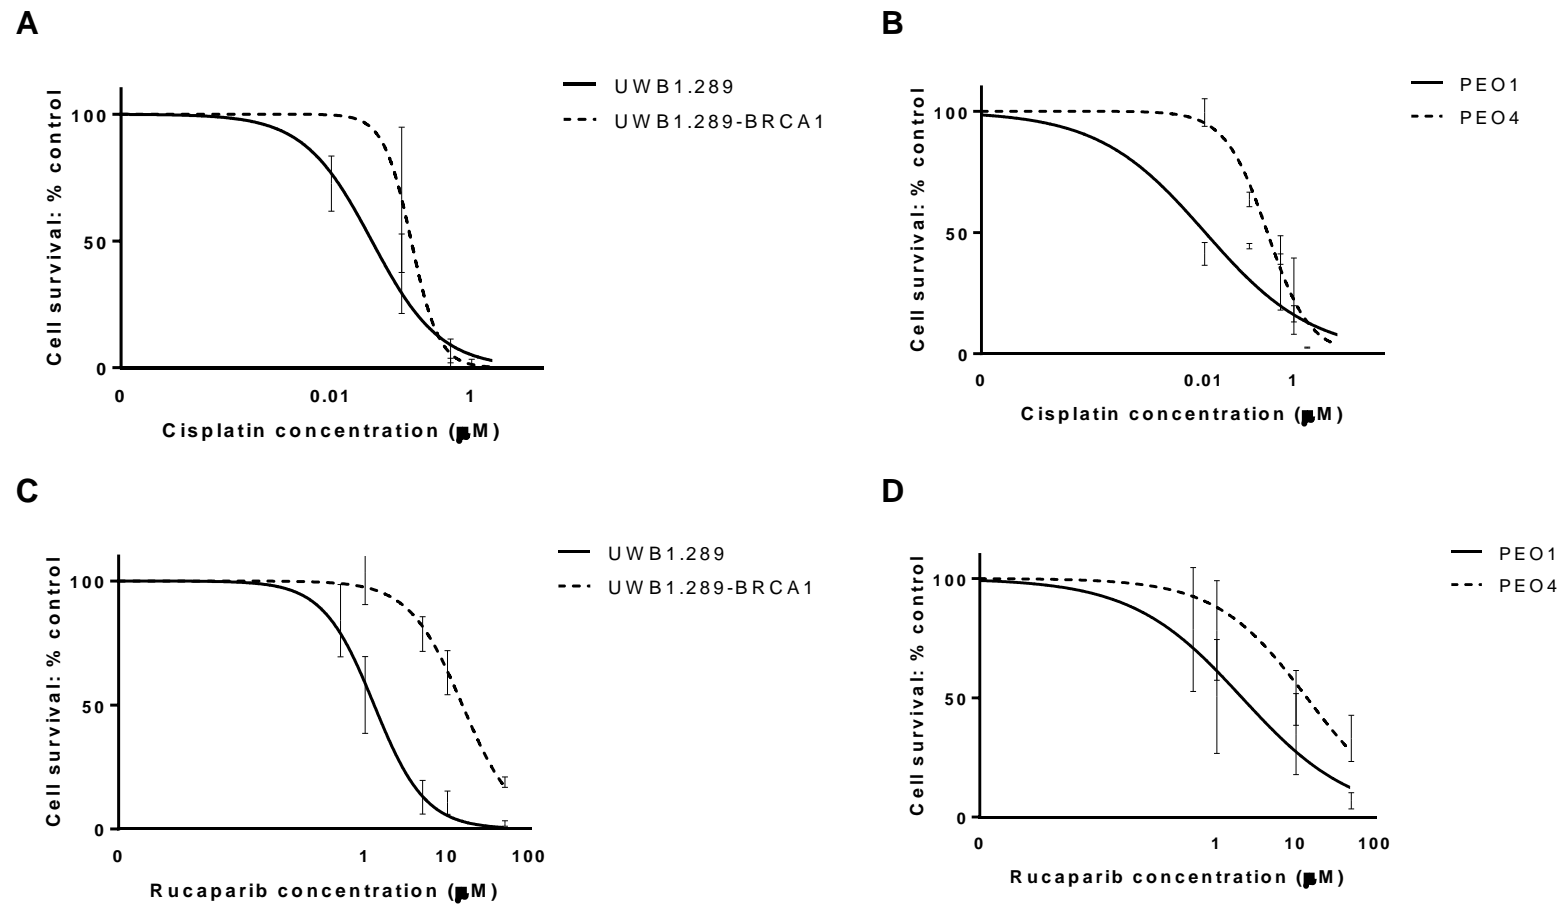 A
UWB1.289
UWB1.289-BRCA1
Cell survival: % control
100
50
0
0 0.01 1
Cisplatin concentration (μM)
B
PEO1
PEO4
Cell survival: % control
100
50
0
0 0.01 1
Cisplatin concentration (μM)
C
UWB1.289
UWB1.289-BRCA1
Cell survival: % control
100
50
0
0 1 10 100
Rucaparib concentration (μM)
D
PEO1
PEO4
Cell survival: % control
100
50
0
0 1 10 100
Rucaparib concentration (μM)